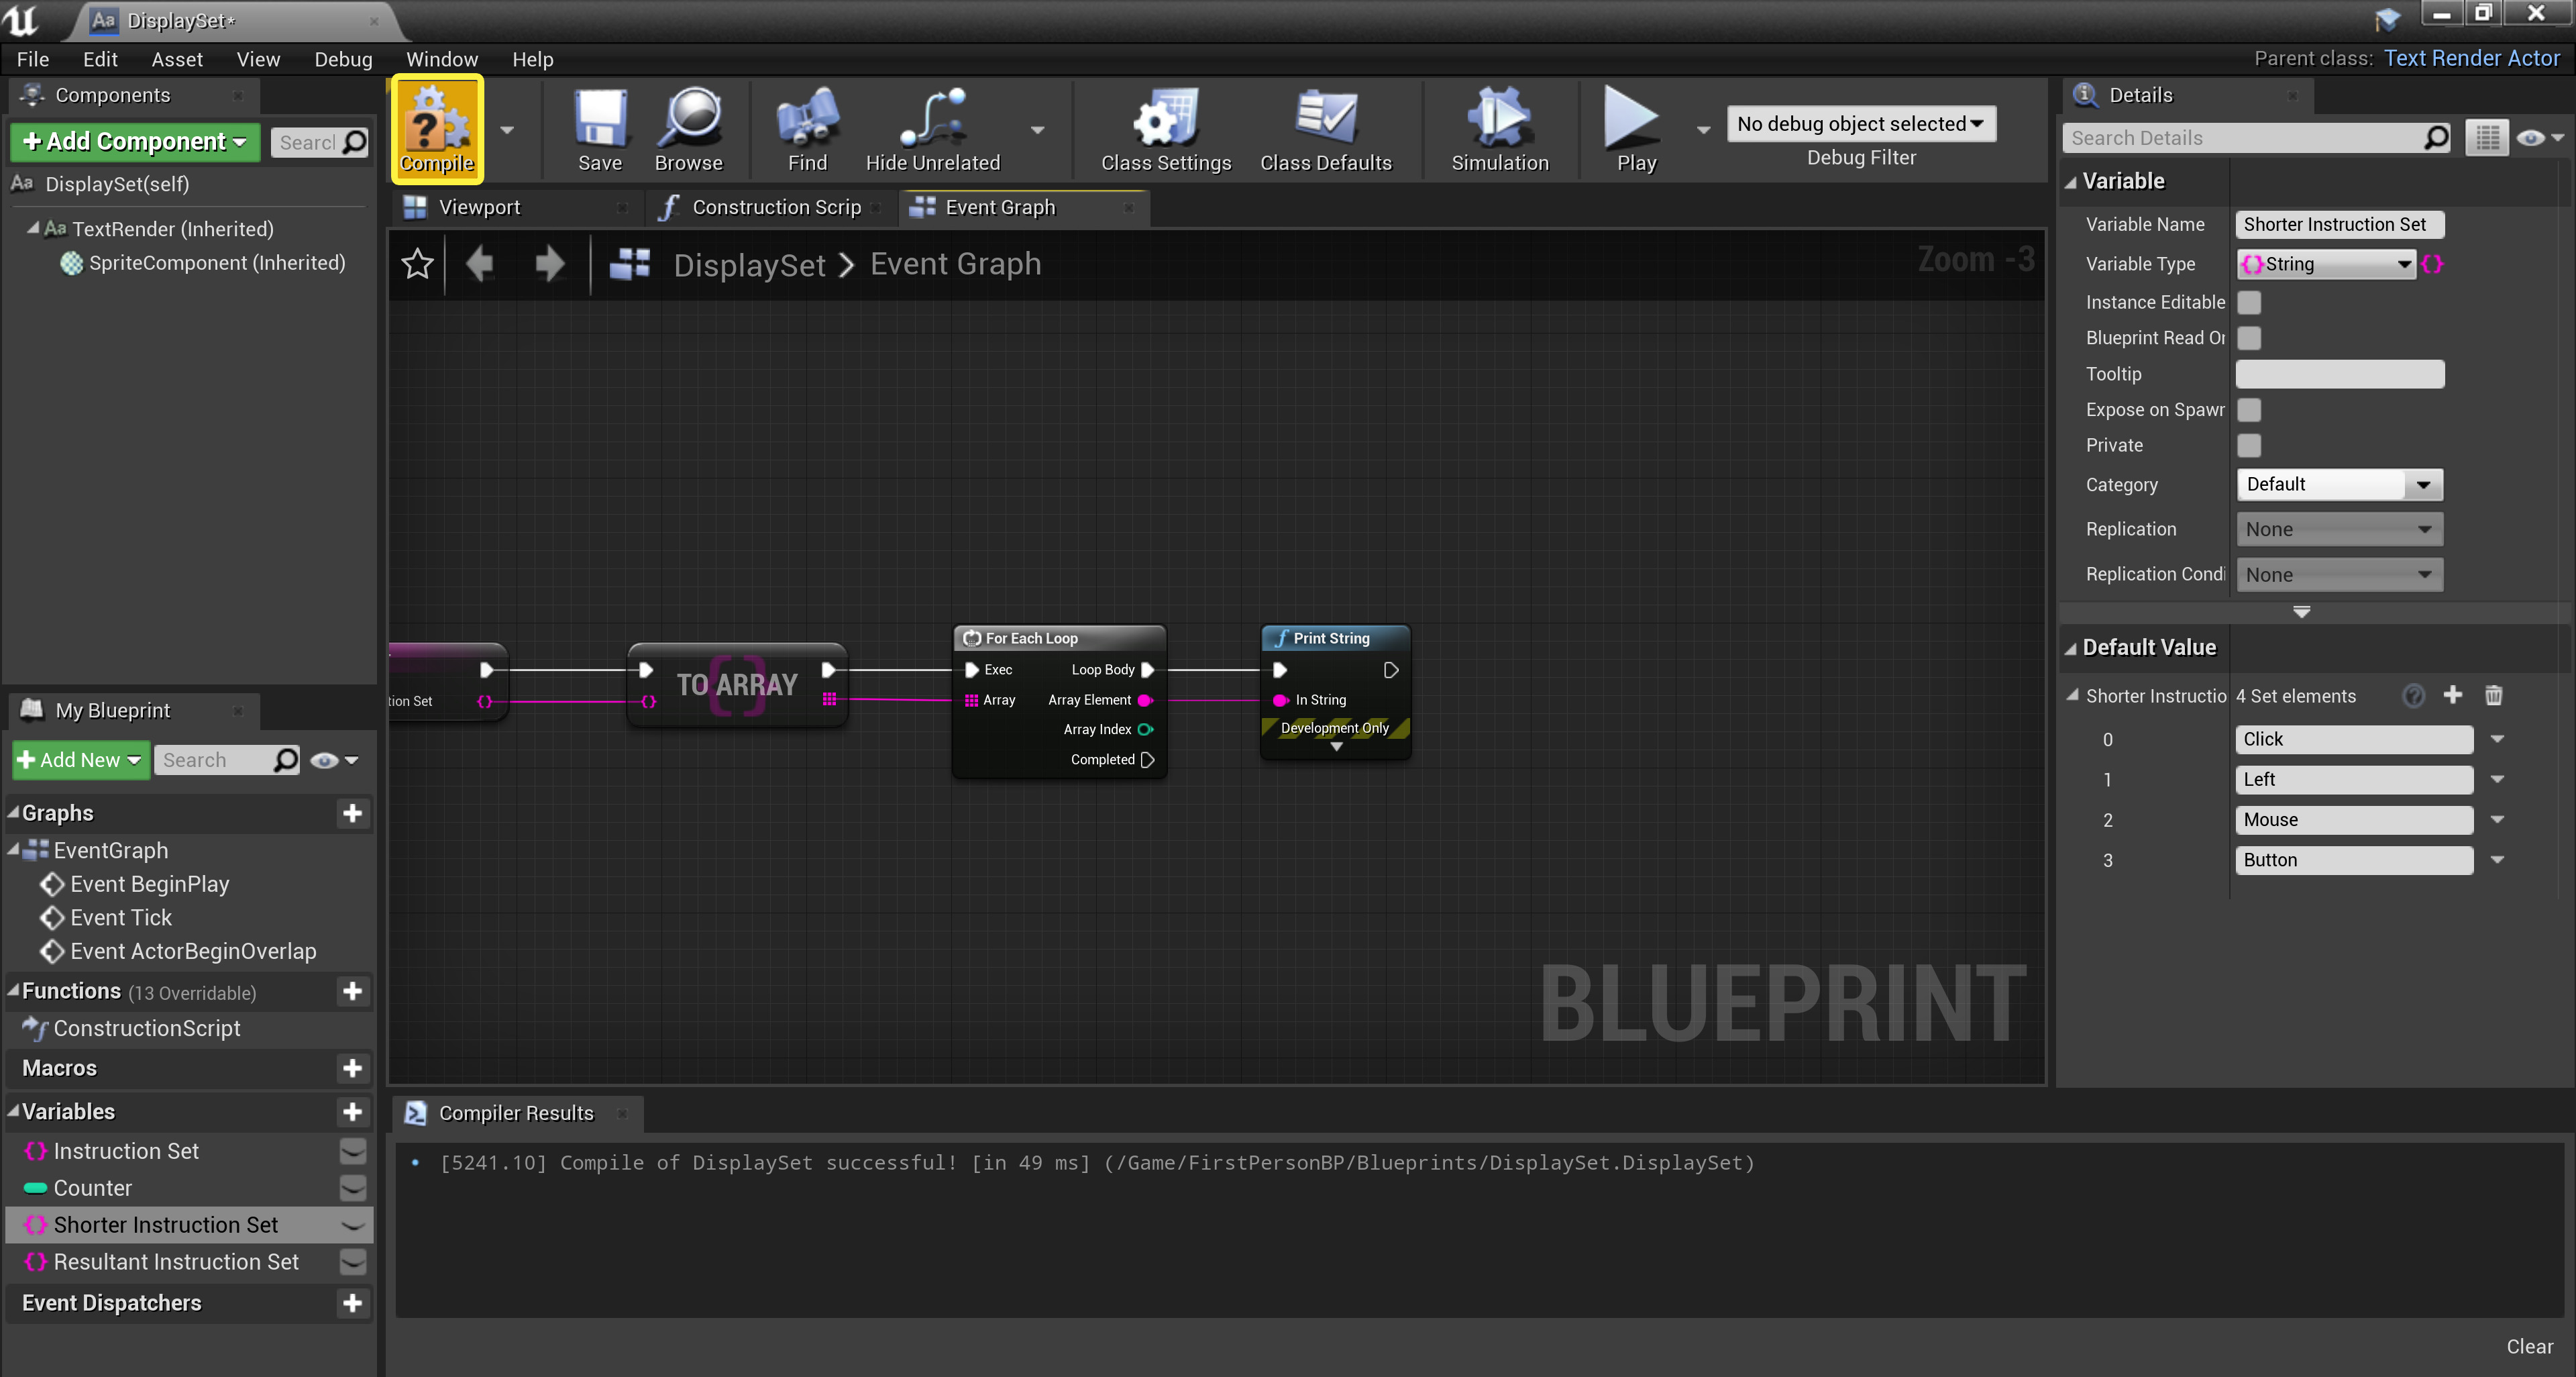 DisplaySet*
File Edit Asset View Debug Window Help
Parent class: Text Render Actor
Components
Add Component
Search
DisplaySet(self)
TextRender (Inherited)
SpriteComponent (Inherited)
Compile
Save
Browse
Find
Hide Unrelated
Class Settings
Class Defaults
Simulation
Play
No debug object selected
Debug Filter
Viewport
Construction Scrip
Event Graph
DisplaySet > Event Graph
Zoom -3
tion Set
TO ARRAY
For Each Loop
Exec Loop Body
Array Array Element
Array Index
Completed
Print String
In String
Development Only
BLUEPRINT
My Blueprint
Add New
Search
Graphs
EventGraph
Event BeginPlay
Event Tick
Event ActorBeginOverlap
Functions (13 Overridable)
ConstructionScript
Macros
Variables
Instruction Set
Counter
Shorter Instruction Set
Resultant Instruction Set
Event Dispatchers
Compiler Results
[5241.10] Compile of DisplaySet successful! [in 49 ms] (/Game/FirstPersonBP/Blueprints/DisplaySet.DisplaySet)
Clear
Details
Search Details
Variable
Variable Name Shorter Instruction Set
Variable Type String
Instance Editable
Blueprint Read Or
Tooltip
Expose on Spawr
Private
Category Default
Replication None
Replication Condi None
Default Value
Shorter Instructio 4 Set elements
0 Click
1 Left
2 Mouse
3 Button